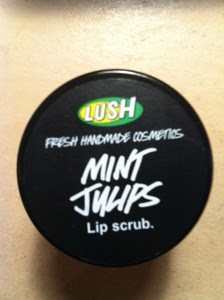 LUSH
FRESH HANDMADE COSMETICS
MINT
JULIPS
Lip scrub.